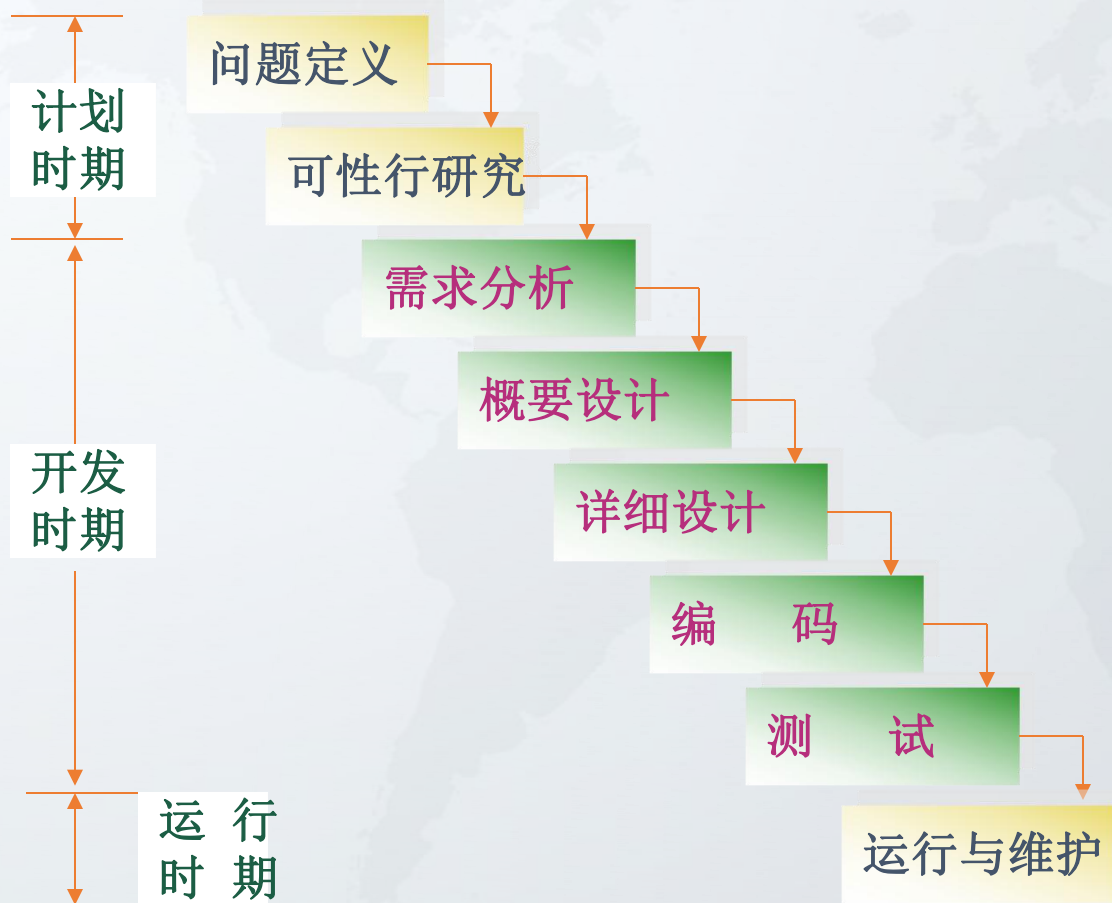 问题定义
计划
时期
可性行研究
需求分析
概要设计
开发
时期
详细设计
编 码
测 试
运 行
时 期
运行与维护